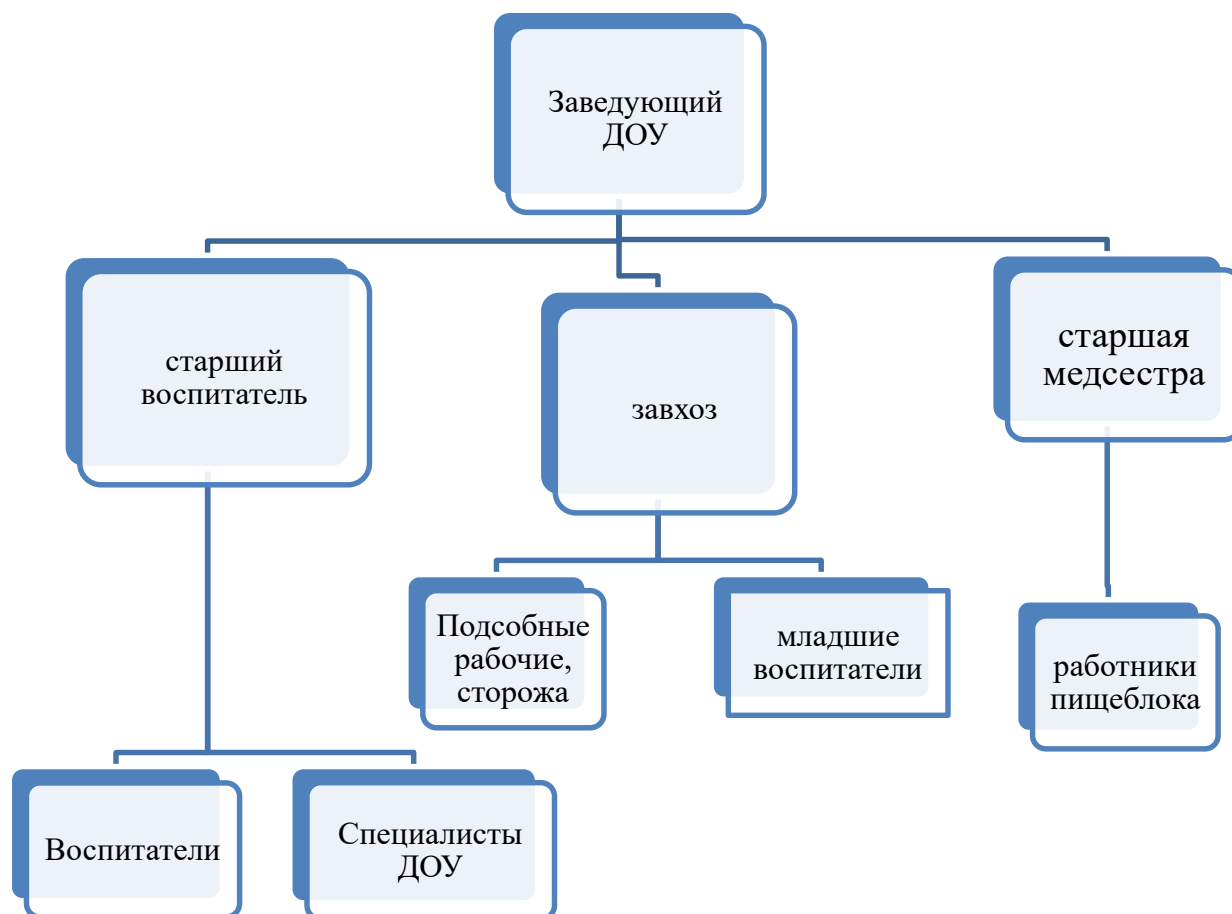 Заведующий
ДОУ
старший
воспитатель
завхоз
старшая
медсестра
Подсобные
рабочие,
сторожа
младшие
воспитатели
работники
пищеблока
Воспитатели
Специалисты
ДОУ